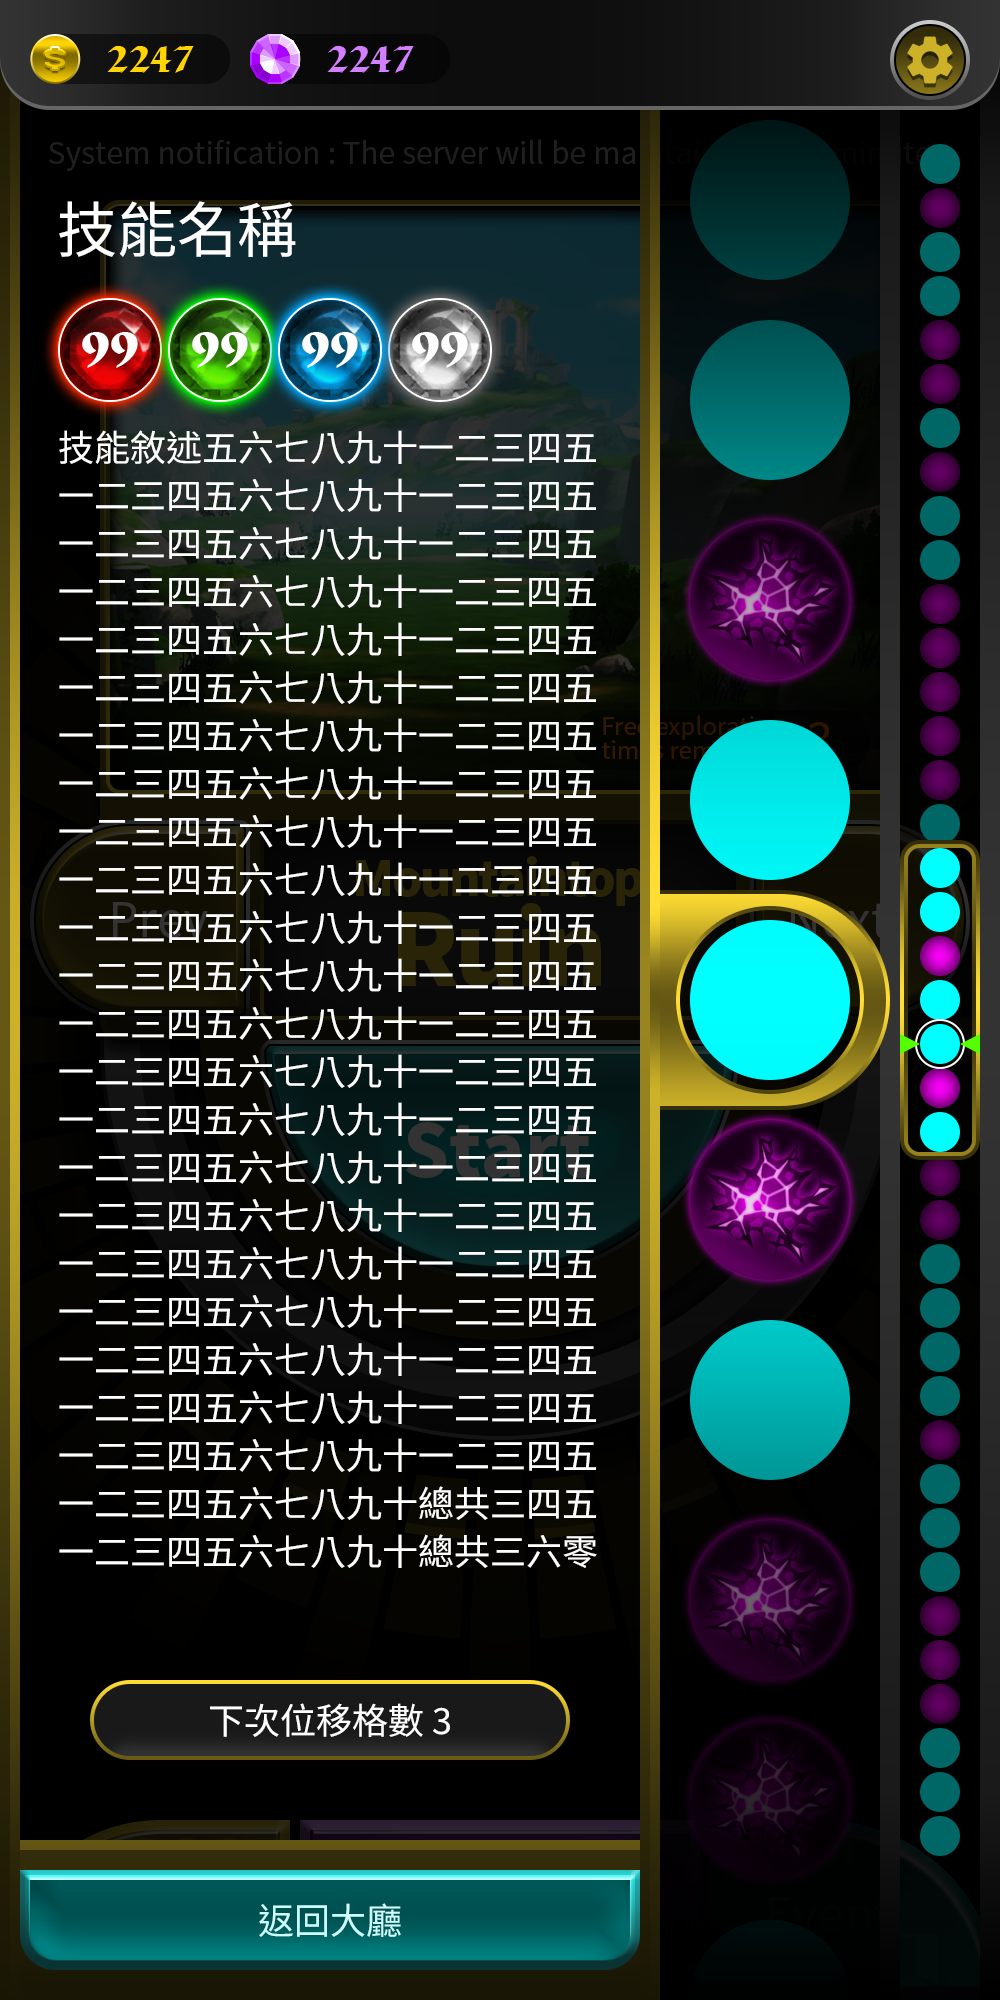 2247 2247
System notification : The server will be ma
技能名稱
99 99 99 99
技能敘述五六七八九十一二三四五
一二三四五六七八九十一二三四五
一二三四五六七八九十一二三四五
一二三四五六七八九十一二三四五
一二三四五六七八九十一二三四五
一二三四五六七八九十一二三四五
一二三四五六七八九十一二三四五
Free
times
一二三四五六七八九十一二三四五
一二三四五六七八九十一二三四五
一二三四五六七八九十一二三四五
Mountaintop
一二三四五六七八九十一二三四五
Prev
Ruin
Next
一二三四五六七八九十一二三四五
一二三四五六七八九十一二三四五
一二三四五六七八九十一二三四五
一二三四五六七八九十一二三四五
Start
一二三四五六七八九十一二三四五
一二三四五六七八九十一二三四五
一二三四五六七八九十一二三四五
一二三四五六七八九十一二三四五
一二三四五六七八九十一二三四五
一二三四五六七八九十一二三四五
一二三四五六七八九十一二三四五
一二三四五六七八九十總共三四五
一二三四五六七八九十總共三六零
下次位移格數 3
返回大廳